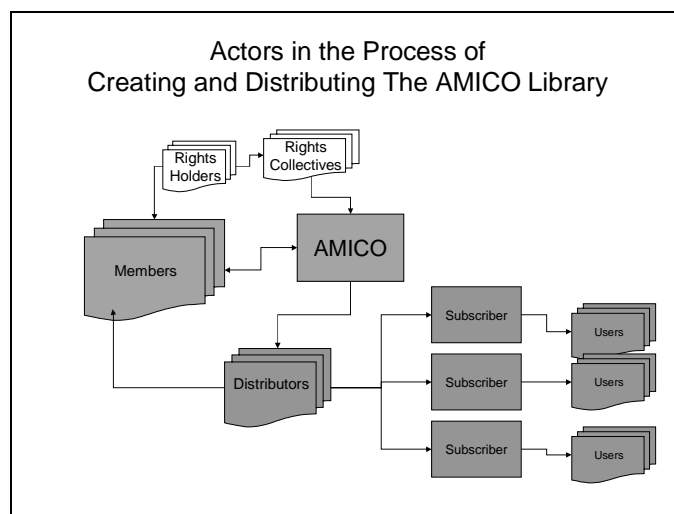 Actors in the Process of
Creating and Distributing The AMICO Library
Rights
Holders
Rights
Collectives
Members
AMICO
Distributors
Subscriber
Users
Subscriber
Users
Subscriber
Users